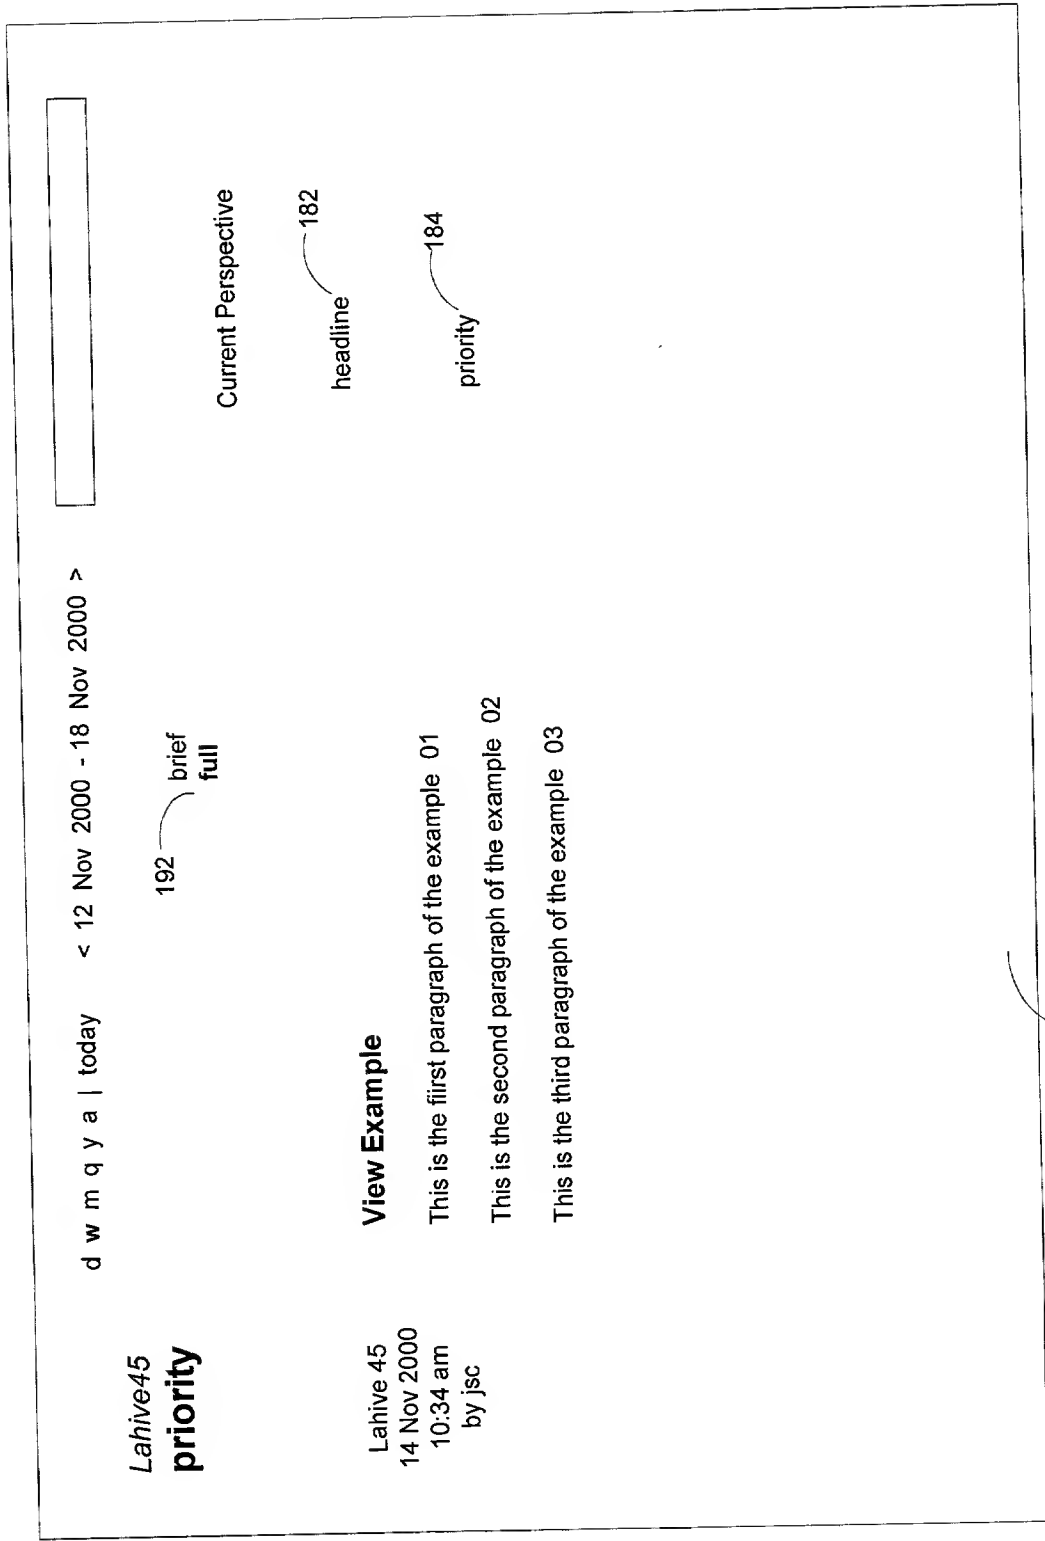 d w m q y a | today < 12 Nov 2000 - 18 Nov 2000 >
Lahive45
priority
192
brief
full
Current Perspective
headline
182
priority
184
Lahive 45
14 Nov 2000
10:34 am
by jsc
View Example
This is the fiirst paragraph of the example 01
This is the second paragraph of the example 02
This is the third paragraph of the example 03